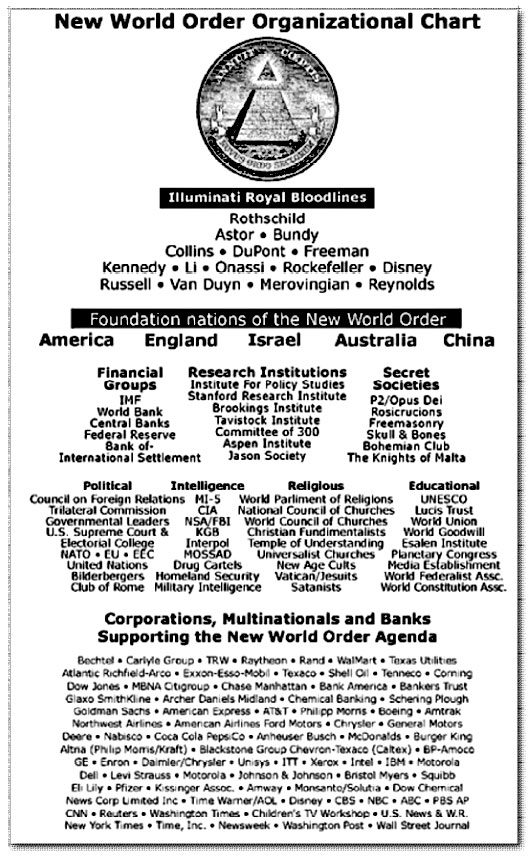 New World Order Organizational Chart
ANNUIT COEPTIS
NOVUS ORDO SECLORUM
Illuminati Royal Bloodlines
Rothschild
Astor • Bundy
Collins • DuPont • Freeman
Kennedy • Li • Onassi • Rockefeller • Disney
Russell • Van Duyn • Merovingian • Reynolds
Foundation nations of the New World Order
America England Israel Australia China
Financial
Groups
IMF
World Bank
Central Banks
Federal Reserve
Bank of-
International Settlement
Research Institutions
Institute For Policy Studies
Stanford Research Institute
Brookings Institute
Tavistock Institute
Committee of 300
Aspen Institute
Jason Society
Secret
Societies
P2/Opus Dei
Rosicrucions
Freemasonry
Skull & Bones
Bohemian Club
The Knights of Malta
Political
Council on Foreign Relations
Trilateral Commission
Governmental Leaders
U.S. Supreme Court &
Electorial College
NATO • EU • EEC
United Nations
Bilderbergers
Club of Rome
Intelligence
MI-5
CIA
NSA/FBI
KGB
Interpol
MOSSAD
Drug Cartels
Homeland Security
Military Intelligence
Religious
World Parliment of Religions
National Council of Churches
World Council of Churches
Christian Fundimentalists
Temple of Understanding
Universalist Churches
New Age Cults
Vatican/Jesuits
Satanists
Educational
UNESCO
Lucis Trust
World Union
World Goodwill
Esalen Institute
Planetary Congress
Media Establishment
World Federalist Assc.
World Constitution Assc.
Corporations, Multinationals and Banks
Supporting the New World Order Agenda
Bechtel • Carlyle Group • TRW • Raytheon • Rand • WalMart • Texas Utilities
Atlantic Richfield-Arco • Exxon-Esso-Mobil • Texaco • Shell Oil • Tenneco • Corning
Dow Jones • MBNA Citigroup • Chase Manhattan • Bank America • Bankers Trust
Glaxo SmithKline • Archer Daniels Midland • Chemical Banking • Schering Plough
Goldman Sachs • American Express • AT&T • Philipp Morris • Boeing • Amtrak
Northwest Airlines • American Airlines Ford Motors • Chrysler • General Motors
Deere • Nabisco • Coca Cola PepsiCo • Anheuser Busch • McDonalds • Burger King
Altna (Philip Morris/Kraft) • Blackstone Group Chevron-Texaco (Caltex) • BP-Amoco
GE • Enron • Daimler/Chrysler • Unisys • ITT • Xerox • Intel • IBM • Motorola
Dell • Levi Strauss • Motorola • Johnson & Johnson • Bristol Myers • Squibb
Eli Lily • Pfizer • Kissinger Assoc. • Amway • Monsanto/Solutia • Dow Chemical
News Corp Limited Inc • Time Warner/AOL • Disney • CBS • NBC • ABC • PBS AP
CNN • Reuters • Washington Times • Children's TV Workshop • U.S. News & W.R.
New York Times • Time, Inc. • Newsweek • Washington Post • Wall Street Journal